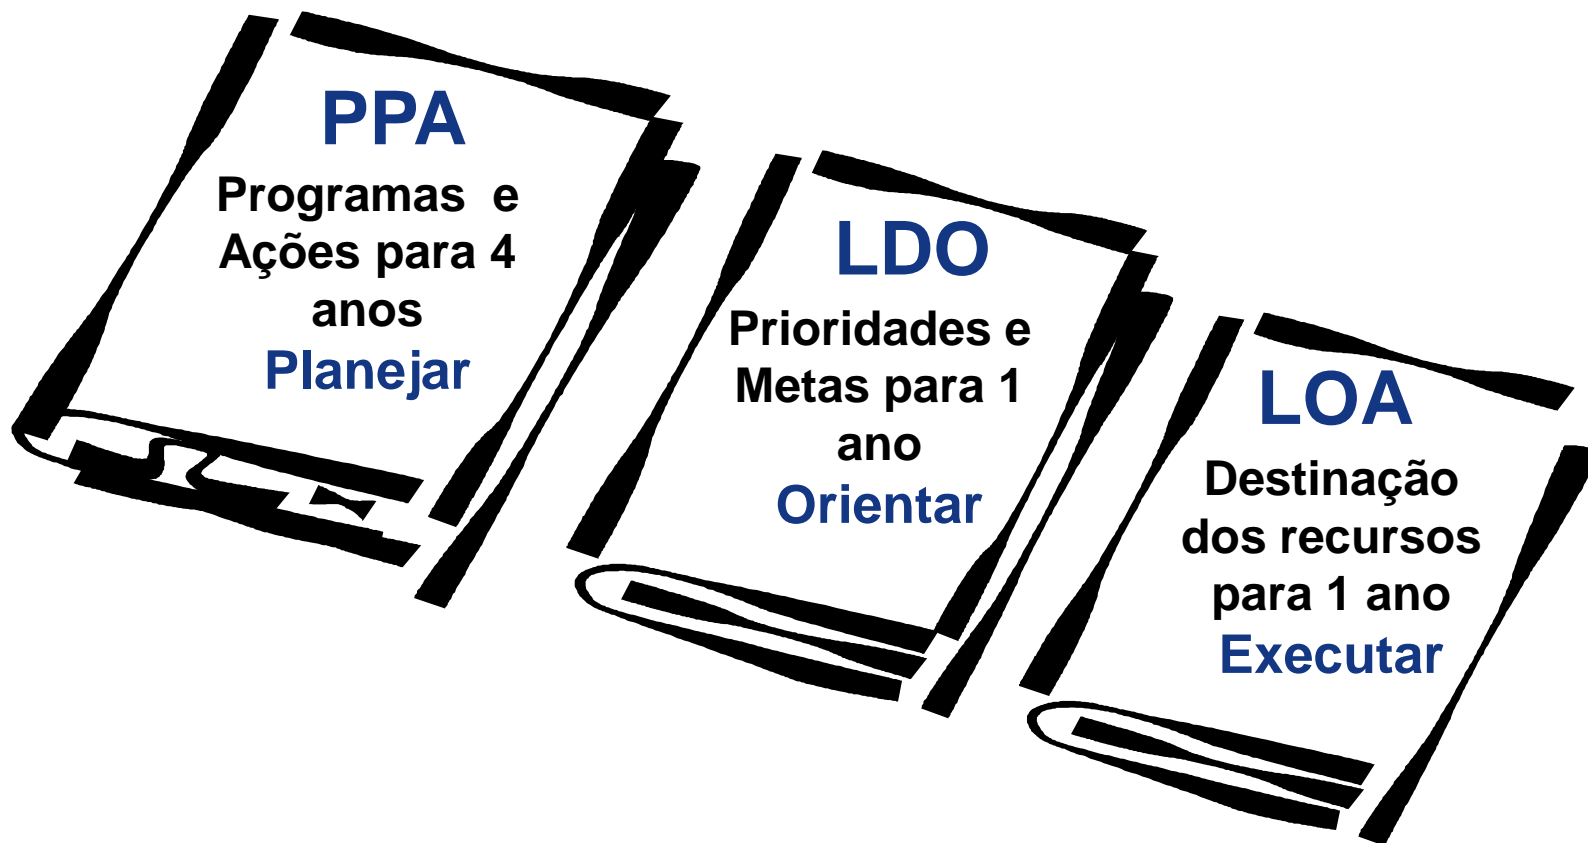 PPA
Programas e
Ações para 4
anos
Planejar
LDO
Prioridades e
Metas para 1
ano
Orientar
LOA
Destinação
dos recursos
para 1 ano
Executar